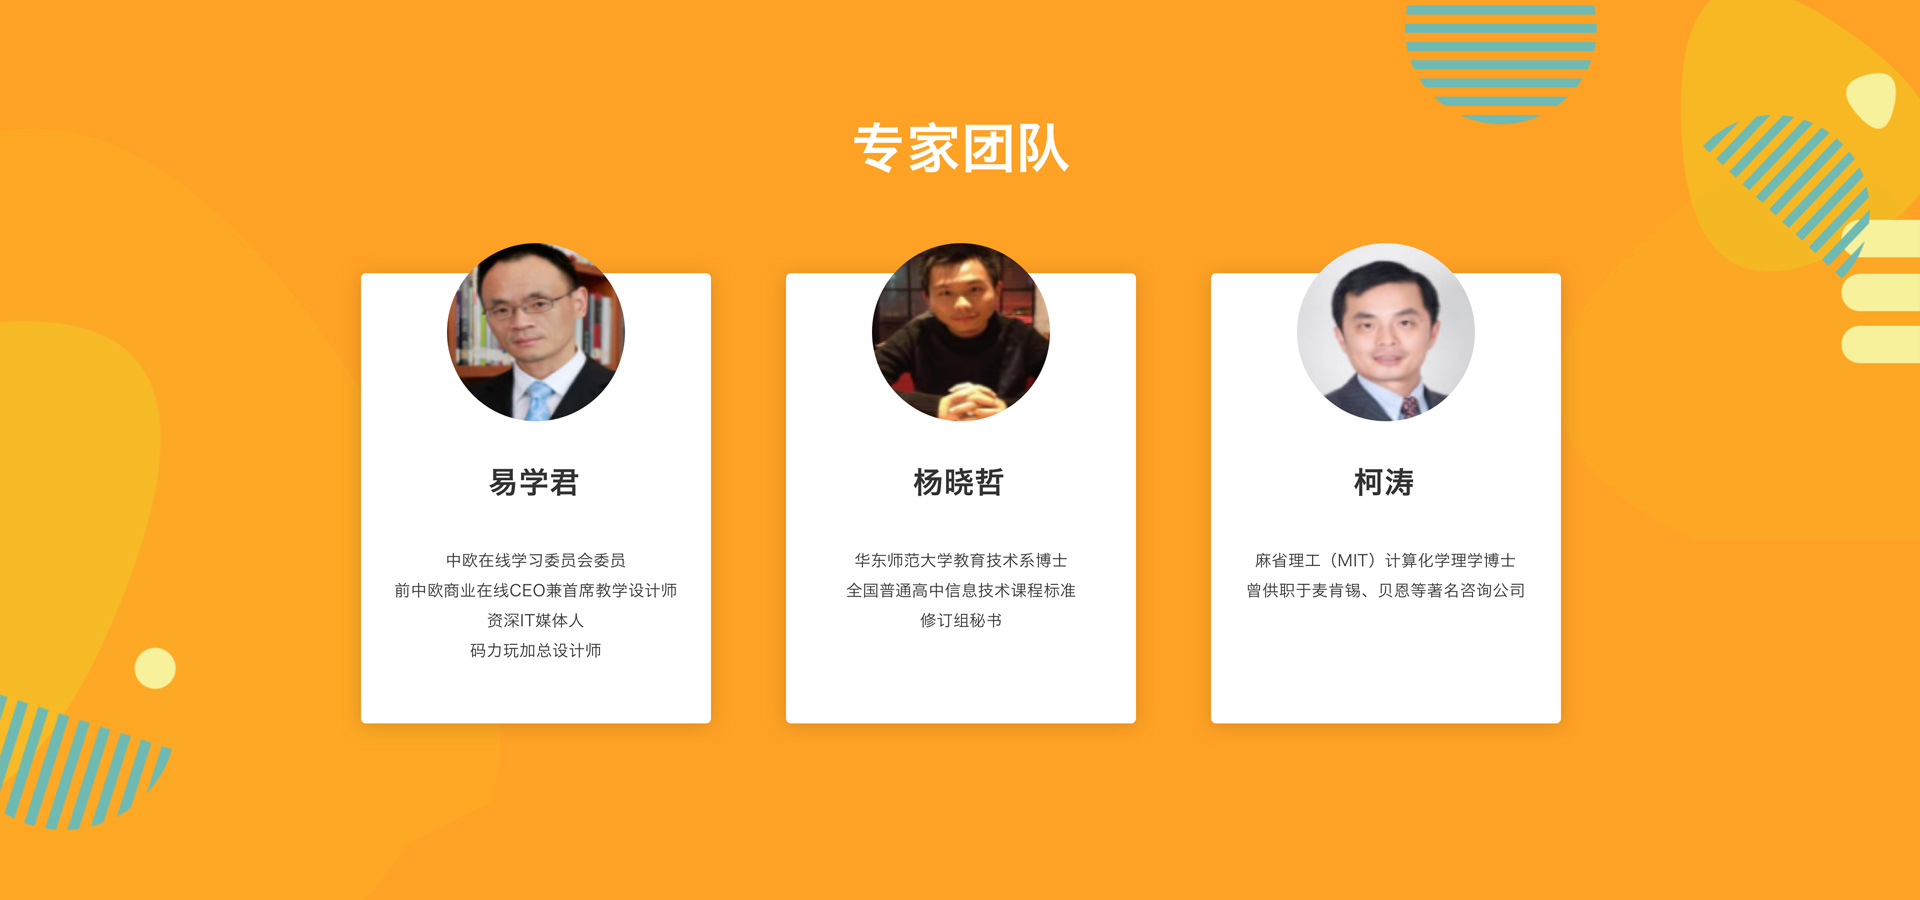 专家团队
易学君
中欧在线学习委员会委员
前中欧商业在线CEO兼首席教学设计师
资深IT媒体人
码力玩加总设计师
杨晓哲
华东师范大学教育技术系博士
全国普通高中信息技术课程标准
修订组秘书
柯涛
麻省理工（MIT）计算化学理学博士
曾供职于麦肯锡、贝恩等著名咨询公司